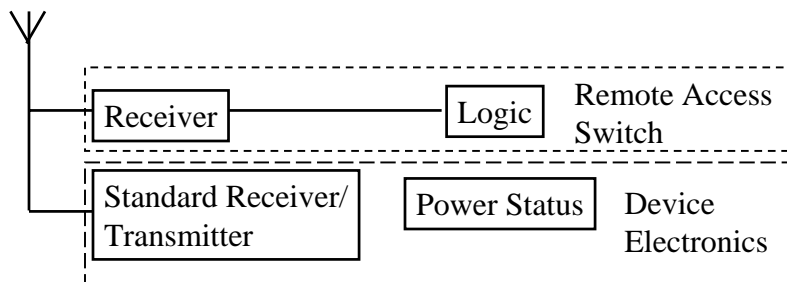 Receiver
Logic
Remote Access
Switch
Standard Receiver/
Transmitter
Power Status
Device
Electronics